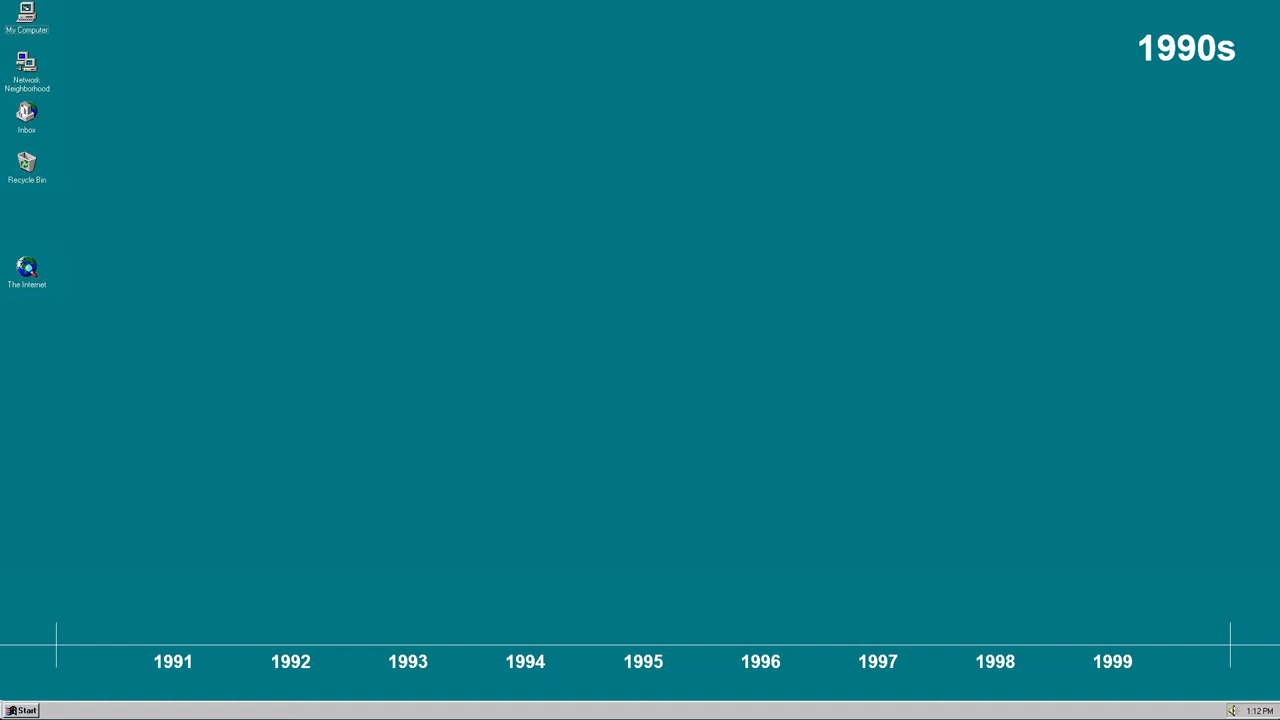 My Computer
1990s
Network
Neighborhood
Inbox
Recycle Bin
The Internet
1991 1992 1993 1994 1995 1996 1997 1998 1999
Start 1:12 PM